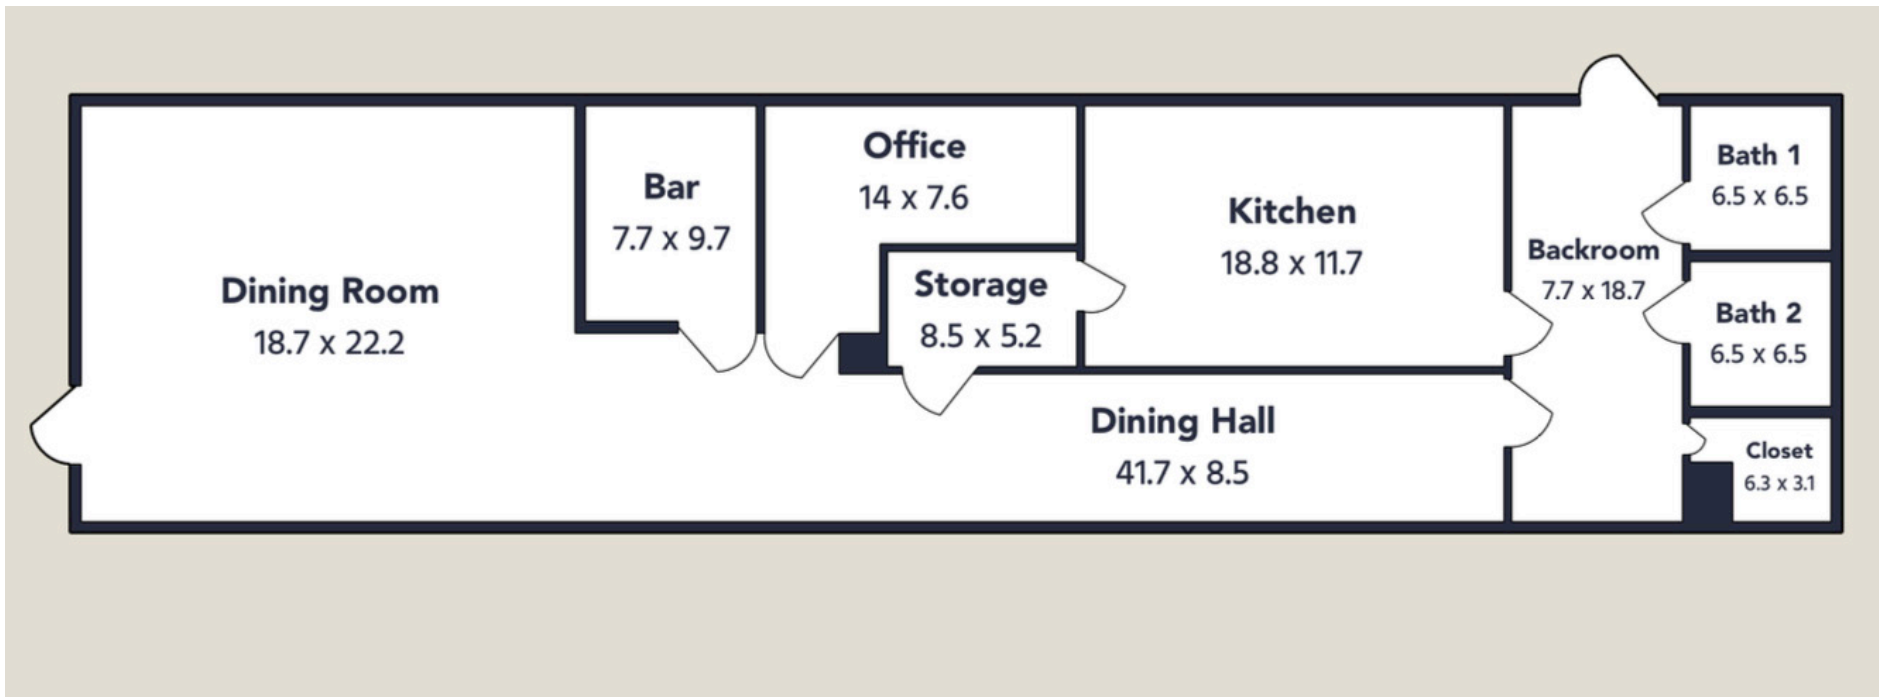 Dining Room
18.7 x 22.2
Bar
7.7 x 9.7
Office
14 x 7.6
Storage
8.5 x 5.2
Kitchen
18.8 x 11.7
Dining Hall
41.7 x 8.5
Backroom
7.7 x 18.7
Bath 1
6.5 x 6.5
Bath 2
6.5 x 6.5
Closet
6.3 x 3.1